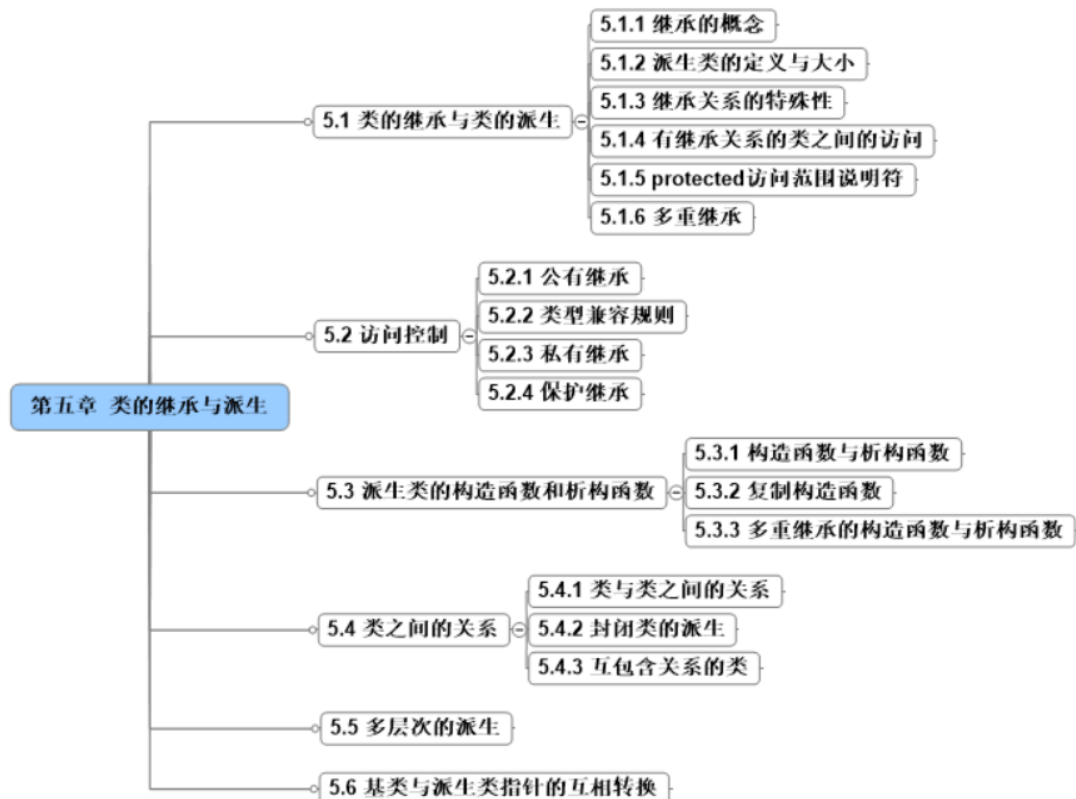 第五章 类的继承与派生
5.1 类的继承与类的派生
5.1.1 继承的概念
5.1.2 派生类的定义与大小
5.1.3 继承关系的特殊性
5.1.4 有继承关系的类之间的访问
5.1.5 protected访问范围说明符
5.1.6 多重继承
5.2 访问控制
5.2.1 公有继承
5.2.2 类型兼容规则
5.2.3 私有继承
5.2.4 保护继承
5.3 派生类的构造函数和析构函数
5.3.1 构造函数与析构函数
5.3.2 复制构造函数
5.3.3 多重继承的构造函数与析构函数
5.4 类之间的关系
5.4.1 类与类之间的关系
5.4.2 封闭类的派生
5.4.3 互包含关系的类
5.5 多层次的派生
5.6 基类与派生类指针的互相转换